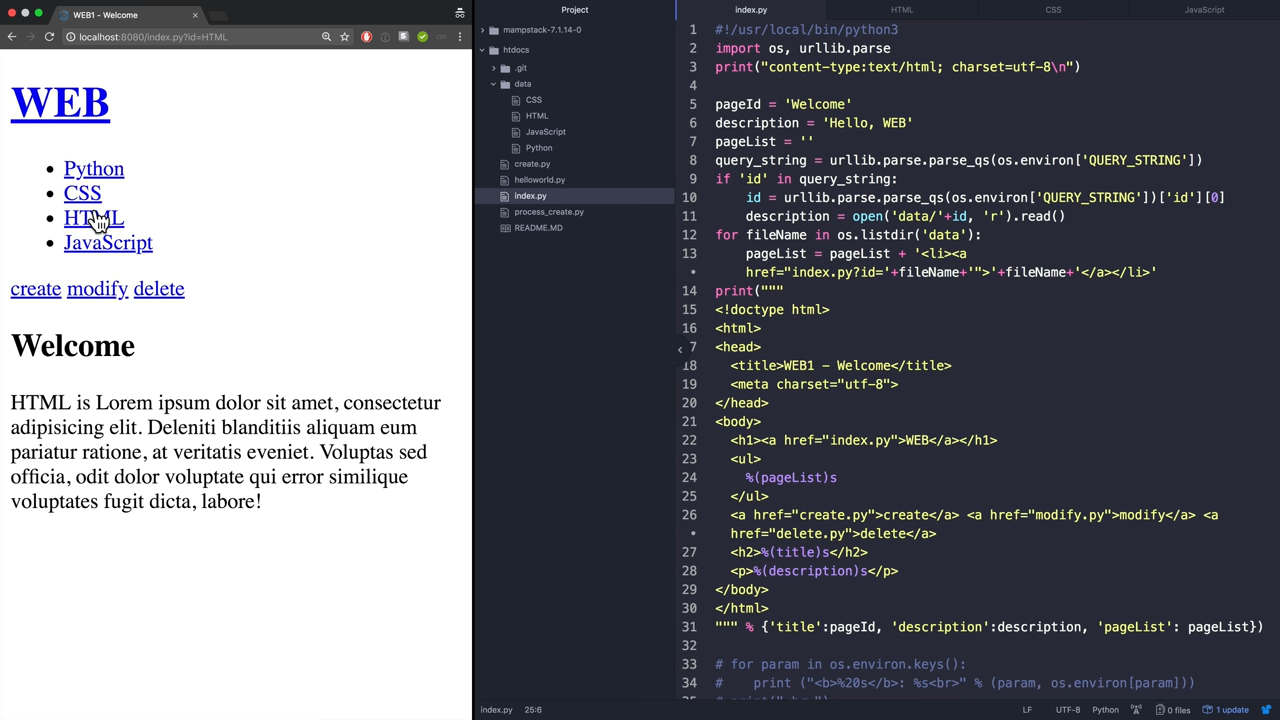 WEB1 - Welcome
localhost:8080/index.py?id=HTML
WEB
Python
CSS
HTML
JavaScript
create modify delete
Welcome
HTML is Lorem ipsum dolor sit amet, consectetur
adipisicing elit. Deleniti blanditiis aliquam eum
pariatur ratione, at veritatis eveniet. Voluptas sed
officia, odit dolor voluptate qui error similique
voluptates fugit dicta, labore!
Project
mampstack-7.1.14-0
htdocs
.git
data
CSS
HTML
JavaScript
Python
create.py
helloworld.py
index.py
process_create.py
README.MD
index.py HTML CSS JavaScript
1 #!/usr/local/bin/python3
2 import os, urllib.parse
3 print("content-type:text/html; charset=utf-8\n")
4
5 pageId = 'Welcome'
6 description = 'Hello, WEB'
7 pageList = ''
8 query_string = urllib.parse.parse_qs(os.environ['QUERY_STRING'])
9 if 'id' in query_string:
10 id = urllib.parse.parse_qs(os.environ['QUERY_STRING'])['id'][0]
11 description = open('data/'+id, 'r').read()
12 for fileName in os.listdir('data'):
13 pageList = pageList + '<li><a
• href="index.py?id='+fileName+'">'+fileName+'</a></li>'
14 print("""
15 <!doctype html>
16 <html>
17 <head>
18 <title>WEB1 - Welcome</title>
19 <meta charset="utf-8">
20 </head>
21 <body>
22 <h1><a href="index.py">WEB</a></h1>
23 <ul>
24 %(pageList)s
25 </ul>
26 <a href="create.py">create</a> <a href="modify.py">modify</a> <a
• href="delete.py">delete</a>
27 <h2>%(title)s</h2>
28 <p>%(description)s</p>
29 </body>
30 </html>
31 """ % {'title':pageId, 'description':description, 'pageList': pageList})
32
33 # for param in os.environ.keys():
34 # print ("<b>%20s</b>: %s<br>" % (param, os.environ[param]))
index.py 25:6 LF UTF-8 Python 0 files 1 update